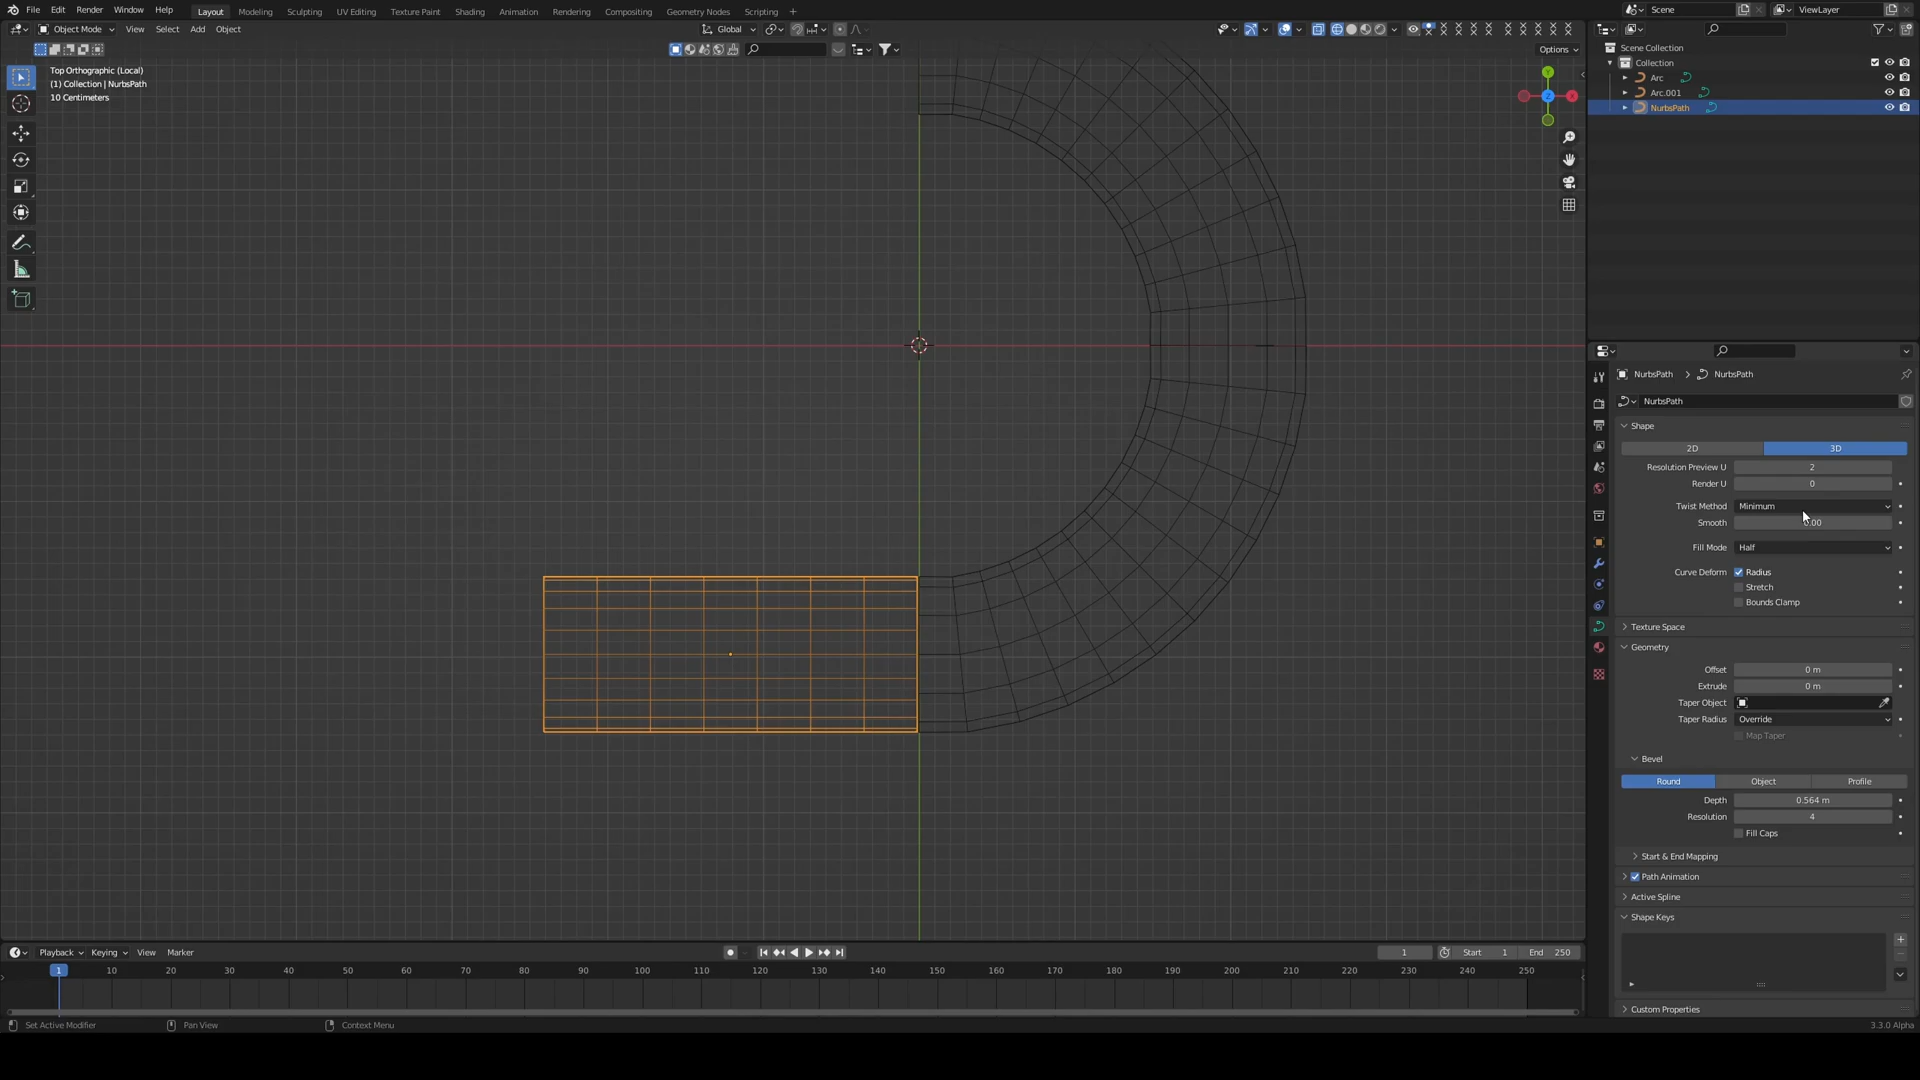 File Edit Render Window Help Layout Modeling Sculpting UV Editing Texture Paint Shading Animation Rendering Compositing Geometry Nodes Scripting + Scene ViewLayer
Object Mode View Select Add Object Global
Options
Top Orthographic (Local)
(1) Collection | NurbsPath
10 Centimeters
Y
Z
X
Scene Collection
Collection
Arc
Arc.001
NurbsPath
NurbsPath > NurbsPath
NurbsPath
Shape
2D 3D
Resolution Preview U 2
Render U 0
Twist Method Minimum
Smooth
Fill Mode Half
Curve Deform Radius
Stretch
Bounds Clamp
Texture Space
Geometry
Offset 0 m
Extrude 0 m
Taper Object
Taper Radius Override
Map Taper
Bevel
Round Object Profile
Depth 0.564 m
Resolution 4
Fill Caps
Start & End Mapping
Path Animation
Active Spline
Shape Keys
Custom Properties
Playback Keying View Marker 1 Start 1 End 250
1 10 20 30 40 50 60 70 80 90 100 110 120 130 140 150 160 170 180 190 200 210 220 230 240 250
Set Active Modifier Pan View Context Menu 3.3.0 Alpha